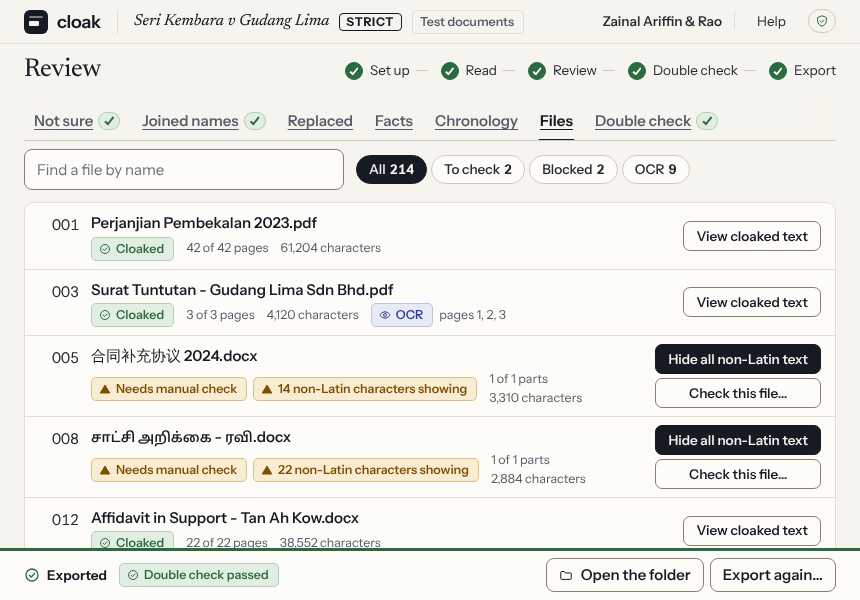 cloak
Seri Kembara v Gudang Lima
STRICT
Test documents
Zainal Ariffin & Rao
Help
Review
Set up
Read
Review
Double check
Export
Not sure
Joined names
Replaced
Facts
Chronology
Files
Double check
Find a file by name
All 214
To check 2
Blocked 2
OCR 9
001
Perjanjian Pembekalan 2023.pdf
Cloaked
42 of 42 pages
61,204 characters
View cloaked text
003
Surat Tuntutan - Gudang Lima Sdn Bhd.pdf
Cloaked
3 of 3 pages
4,120 characters
OCR
pages 1, 2, 3
View cloaked text
005
合同补充协议 2024.docx
Needs manual check
14 non-Latin characters showing
1 of 1 parts
3,310 characters
Hide all non-Latin text
Check this file...
008
சாட்சி அறிக்கை - ரவி.docx
Needs manual check
22 non-Latin characters showing
1 of 1 parts
2,884 characters
Hide all non-Latin text
Check this file...
012
Affidavit in Support - Tan Ah Kow.docx
Cloaked
22 of 22 pages
38,552 characters
View cloaked text
Exported
Double check passed
Open the folder
Export again...